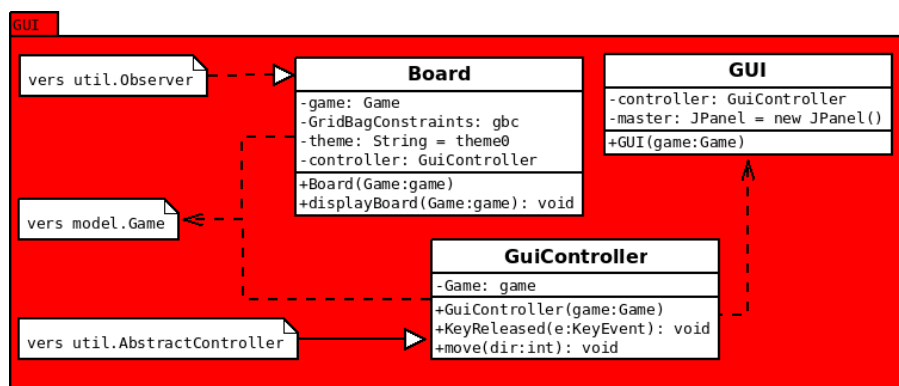 GUI
vers util.Observer
Board
-game: Game
-GridBagConstraints: gbc
-theme: String = theme0
-controller: GuiController
+Board(Game:game)
+displayBoard(Game:game): void
GUI
-controller: GuiController
-master: JPanel = new JPanel()
+GUI(game:Game)
vers model.Game
GuiController
-Game: game
+GuiController(game:Game)
+KeyReleased(e:KeyEvent): void
+move(dir:int): void
vers util.AbstractController